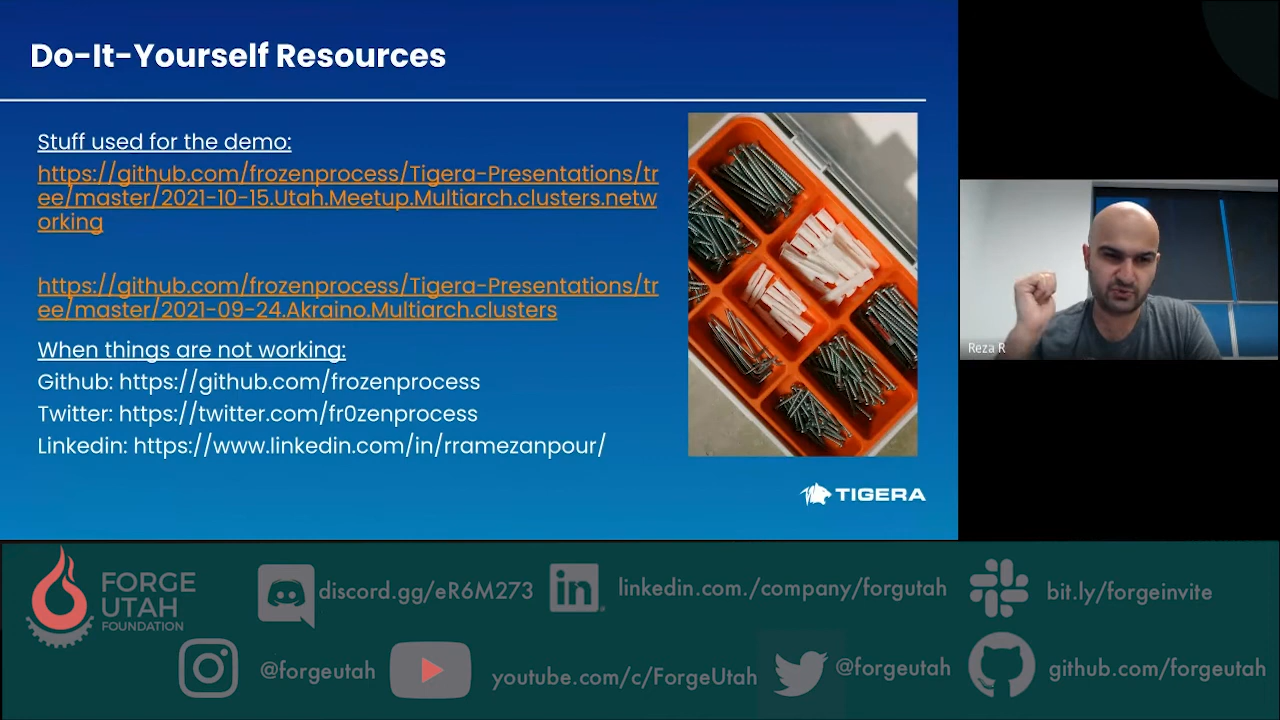 Do-It-Yourself Resources
Stuff used for the demo:
https://github.com/frozenprocess/Tigera-Presentations/tr
ee/master/2021-10-15.Utah.Meetup.Multiarch.clusters.netw
orking
https://github.com/frozenprocess/Tigera-Presentations/tr
ee/master/2021-09-24.Akraino.Multiarch.clusters
When things are not working:
Github: https://github.com/frozenprocess
Twitter: https://twitter.com/fr0zenprocess
Linkedin: https://www.linkedin.com/in/rramezanpour/
TIGERA
Reza R
FORGE
UTAH
FOUNDATION
discord.gg/eR6M273
in
linkedin.com./company/forgutah
bit.ly/forgeinvite
@forgeutah
youtube.com/c/ForgeUtah
@forgeutah
github.com/forgeutah